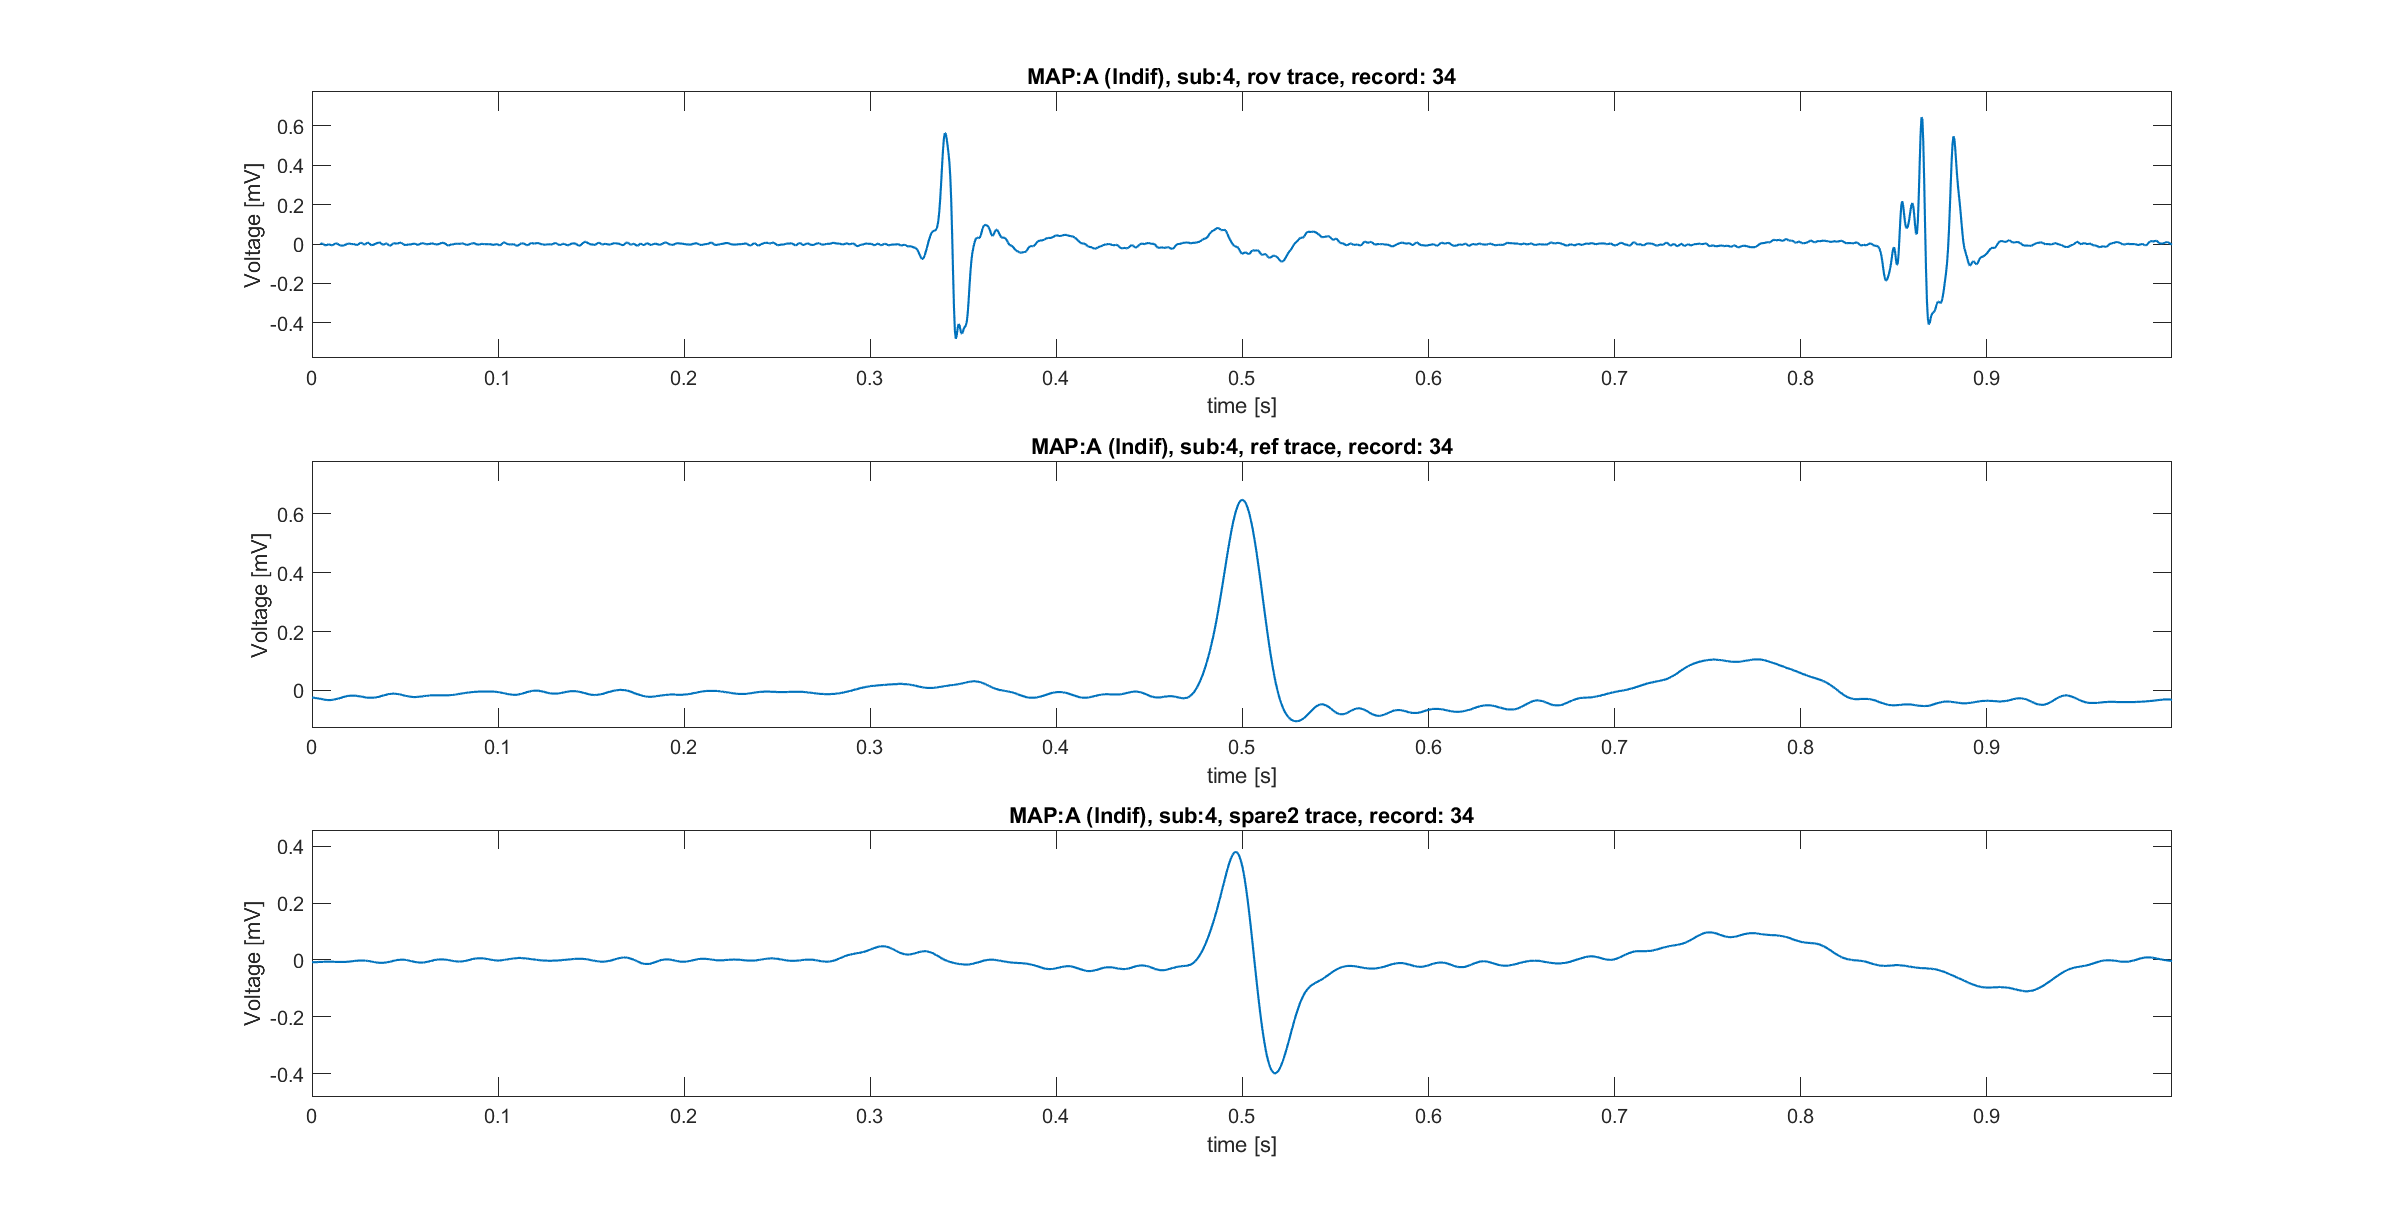 MAP:A (Indif), sub:4, rov trace, record: 34
Voltage [mV]
0.6
0.4
0.2
0
-0.2
-0.4
0 0.1 0.2 0.3 0.4 0.5 0.6 0.7 0.8 0.9
time [s]
MAP:A (Indif), sub:4, ref trace, record: 34
Voltage [mV]
0.6
0.4
0.2
0
0 0.1 0.2 0.3 0.4 0.5 0.6 0.7 0.8 0.9
time [s]
MAP:A (Indif), sub:4, spare2 trace, record: 34
Voltage [mV]
0.4
0.2
0
-0.2
-0.4
0 0.1 0.2 0.3 0.4 0.5 0.6 0.7 0.8 0.9
time [s]